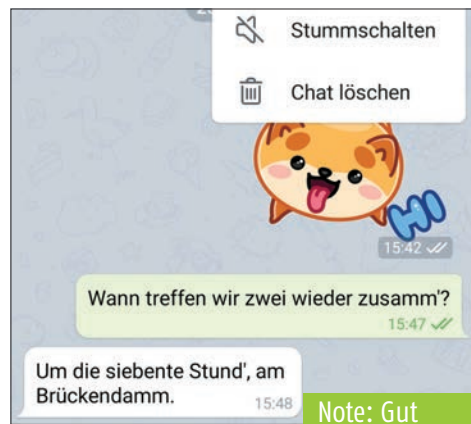 Stummschalten
Chat löschen
HI
15:42
Wann treffen wir zwei wieder zusamm'?
15:47
Um die siebente Stund', am
Brückendamm.
15:48
Note: Gut